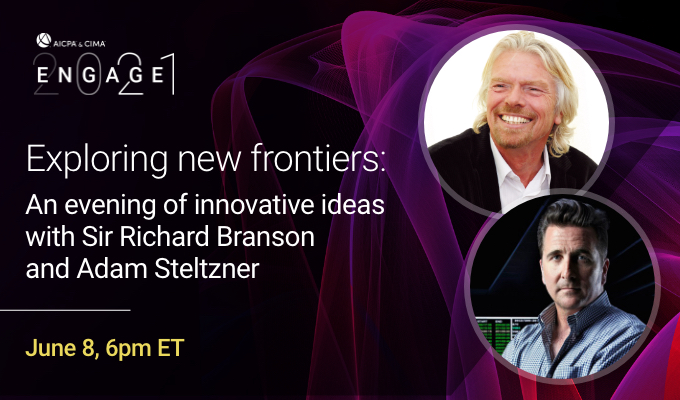 AICPA & CIMA
ENGAGE
2021
Exploring new frontiers:
An evening of innovative ideas
with Sir Richard Branson
and Adam Steltzner
June 8, 6pm ET